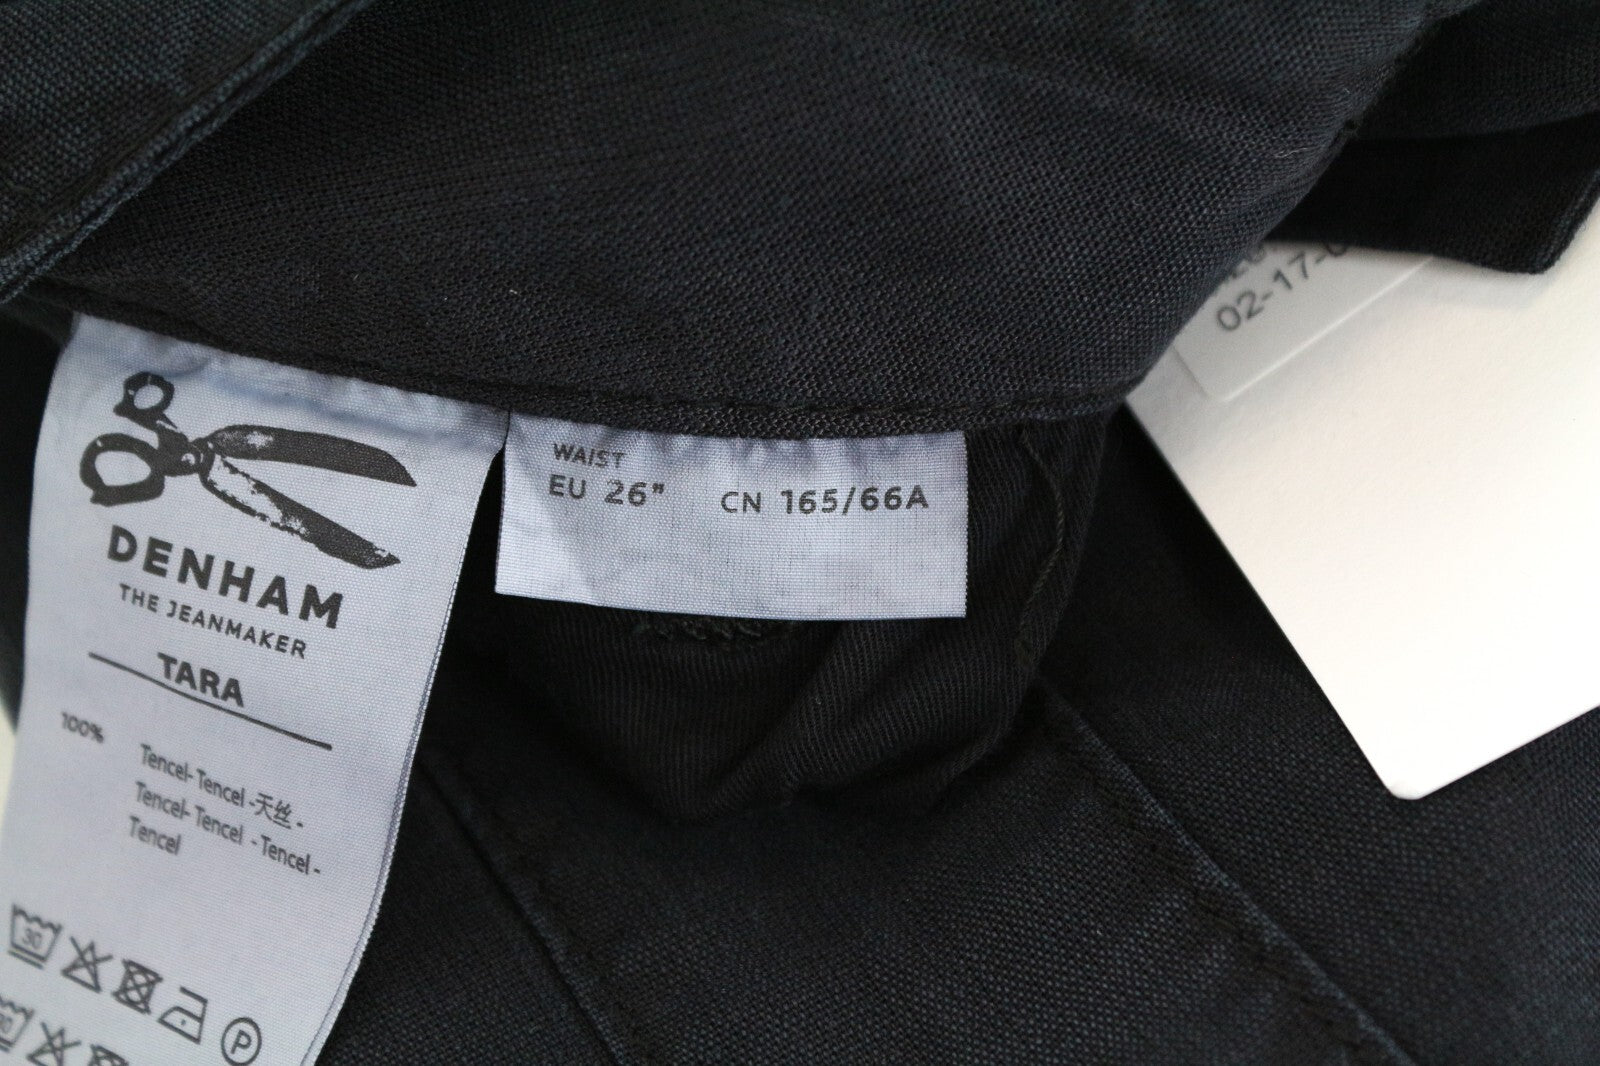 DENHAM
THE JEANMAKER
TARA
100%
Tencel- Tencel -天丝 -
Tencel- Tencel - Tencel -
Tencel
30
P
WAIST
EU 26" CN 165/66A
02-17-